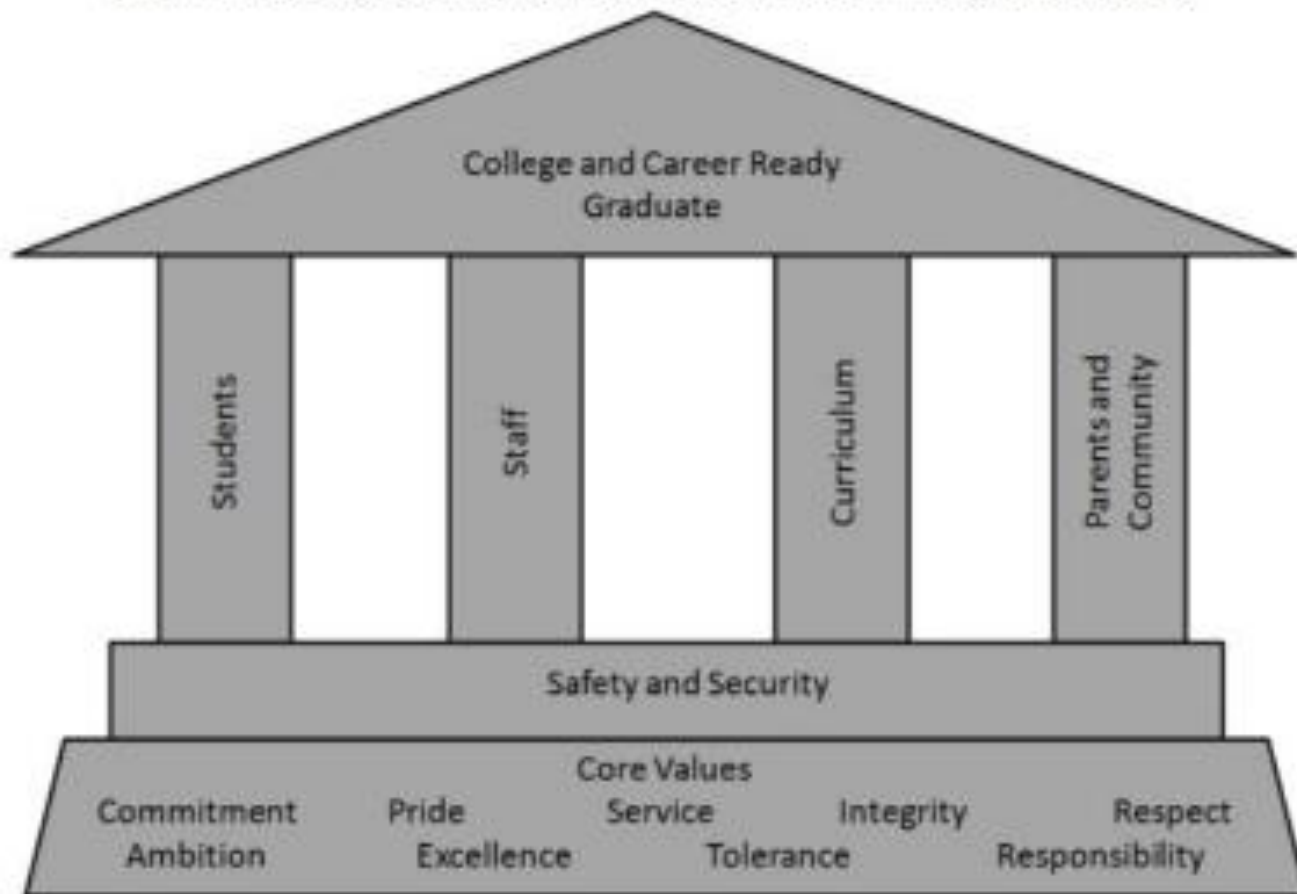 College and Career Ready
Graduate
Students
Staff
Curriculum
Parents and
Community
Safety and Security
Core Values
Commitment Pride Service Integrity Respect
Ambition Excellence Tolerance Responsibility